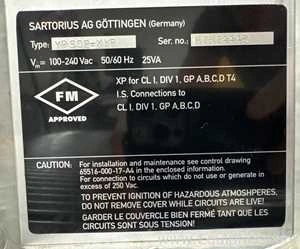 SARTORIUS AG GÖTTINGEN (Germany)
Type: Ser. no.:
Vm= 100-240 Vac 50/60 Hz 25VA
XP for CL I, DIV 1, GP A,B,C,D T4
I.S. Connections to
CL I, DIV 1, GP A,B,C,D
FM
APPROVED
CAUTION: For installation and maintenance see control drawing
65516-000-17-A4 in the enclosed information.
For connection to circuits which do not use or generate in
excess of 250 Vac.
TO PREVENT IGNITION OF HAZARDOUS ATMOSHPERES,
DO NOT REMOVE COVER WHILE CIRCUITS ARE LIVE!
GARDER LE COUVERCLE BIEN FERMÉ TANT QUE LES
CIRCUITS SONT SOUS TENSION!